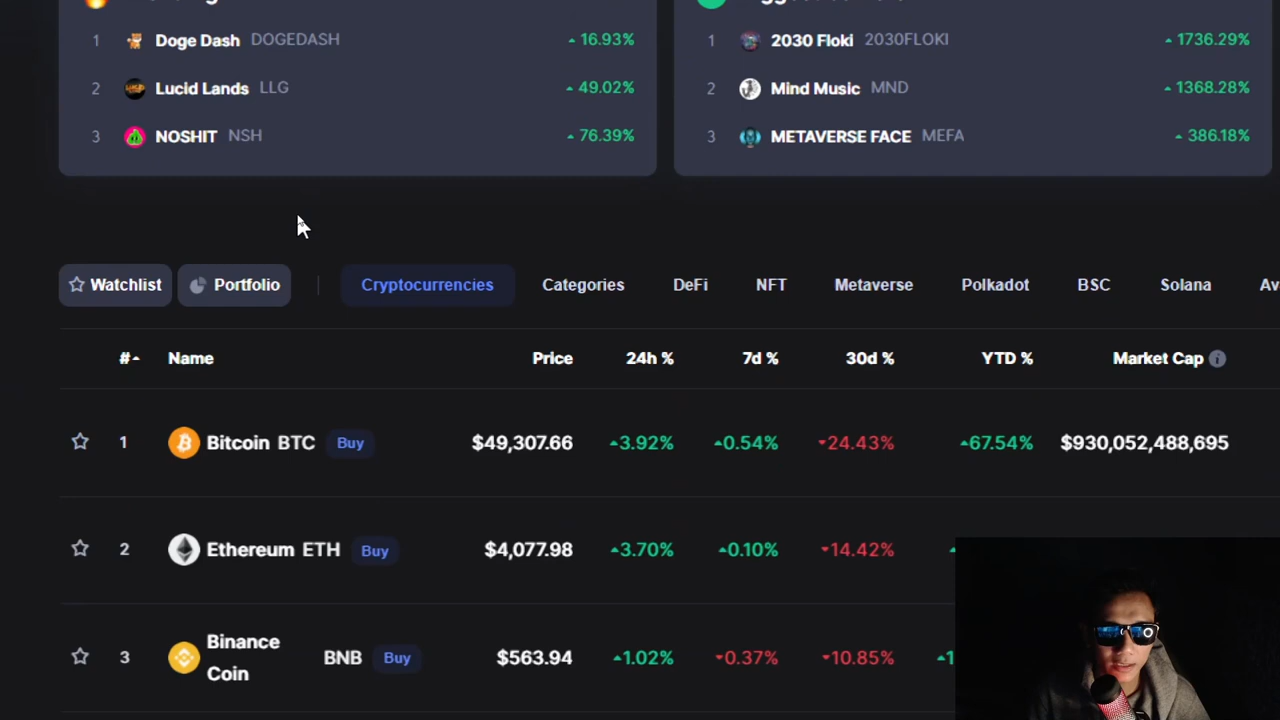 1 Doge Dash DOGEDASH 16.93%
2 Lucid Lands LLG 49.02%
3 NOSHIT NSH 76.39%
1 2030 Floki 2030FLOKI 1736.29%
2 Mind Music MND 1368.28%
3 METAVERSE FACE MEFA 386.18%
Watchlist Portfolio Cryptocurrencies Categories DeFi NFT Metaverse Polkadot BSC Solana Av
# Name Price 24h % 7d % 30d % YTD % Market Cap
1 Bitcoin BTC Buy $49,307.66 3.92% 0.54% 24.43% 67.54% $930,052,488,695
2 Ethereum ETH Buy $4,077.98 3.70% 0.10% 14.42%
3 Binance Coin BNB Buy $563.94 1.02% 0.37% 10.85% 1